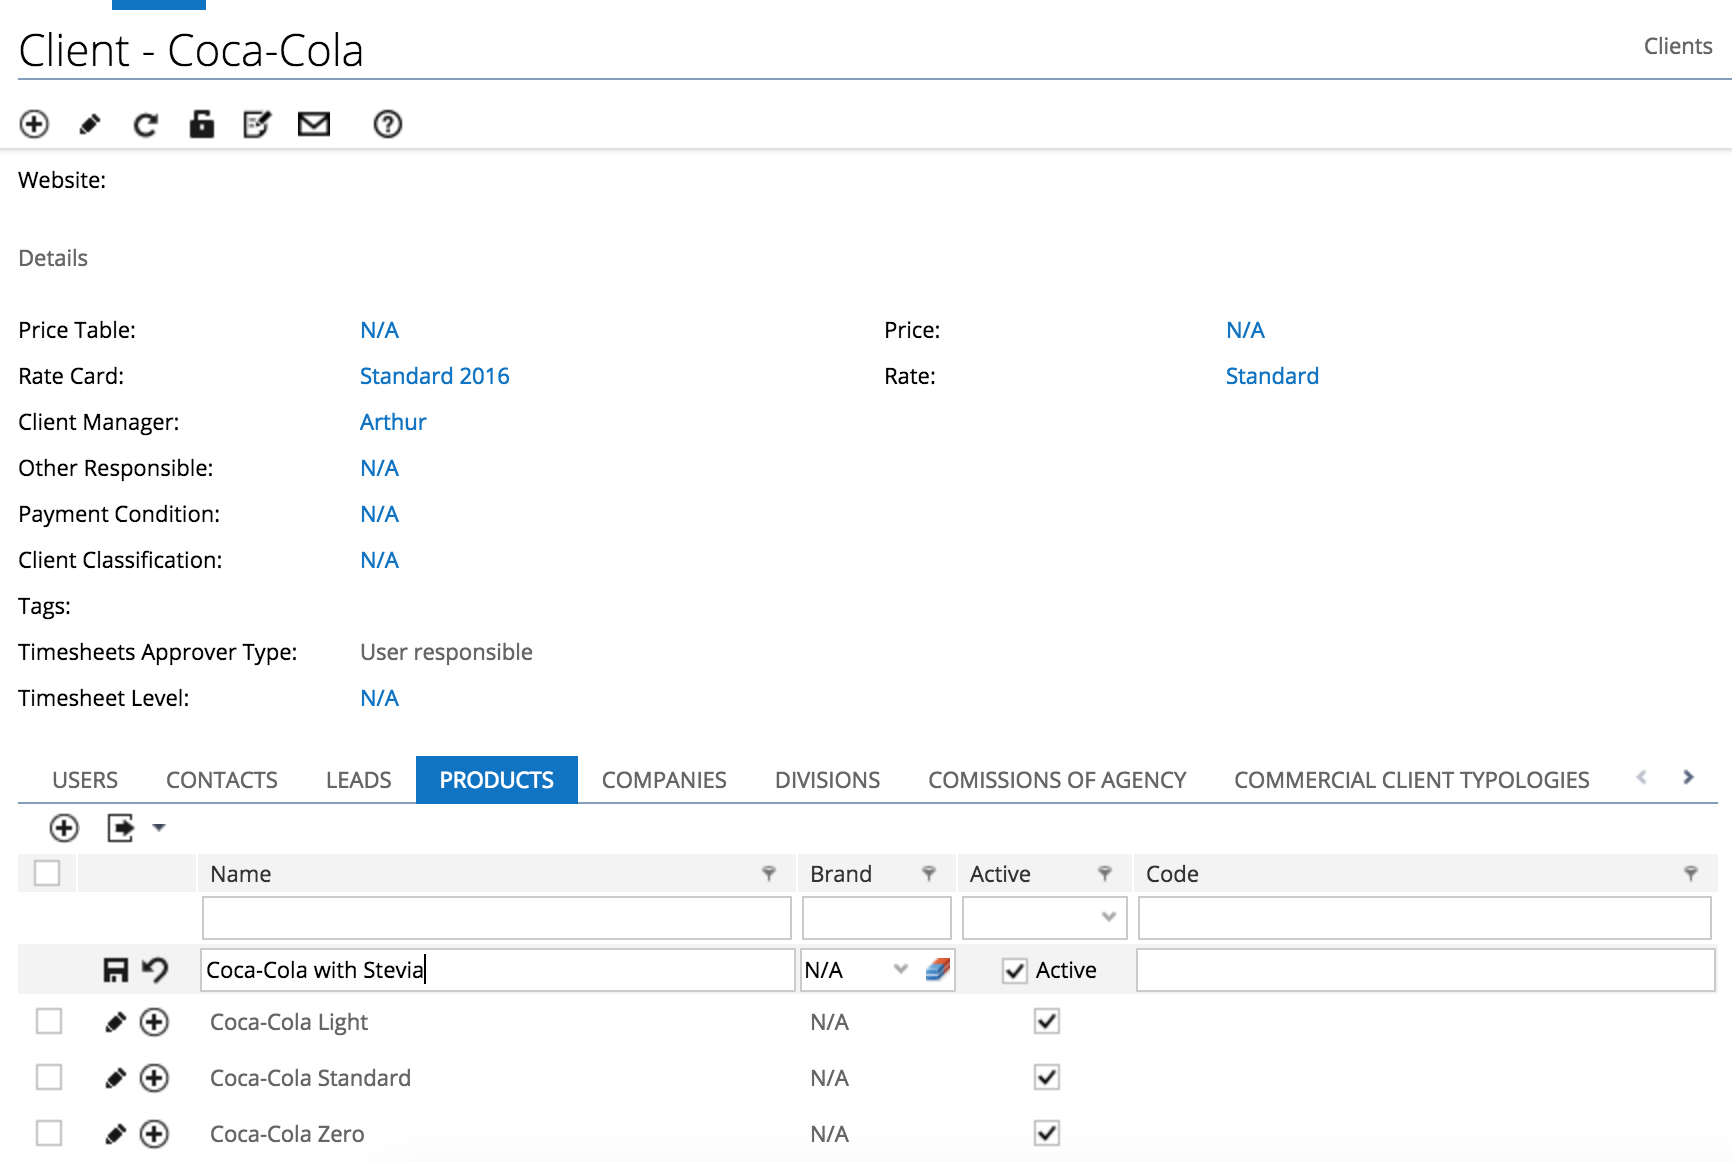 Client - Coca-Cola
Clients
Website:
Details
Price Table: N/A Price: N/A
Rate Card: Standard 2016 Rate: Standard
Client Manager: Arthur
Other Responsible: N/A
Payment Condition: N/A
Client Classification: N/A
Tags:
Timesheets Approver Type: User responsible
Timesheet Level: N/A
USERS CONTACTS LEADS PRODUCTS COMPANIES DIVISIONS COMISSIONS OF AGENCY COMMERCIAL CLIENT TYPOLOGIES
Name Brand Active Code
Coca-Cola with Stevia N/A Active
Coca-Cola Light N/A
Coca-Cola Standard N/A
Coca-Cola Zero N/A